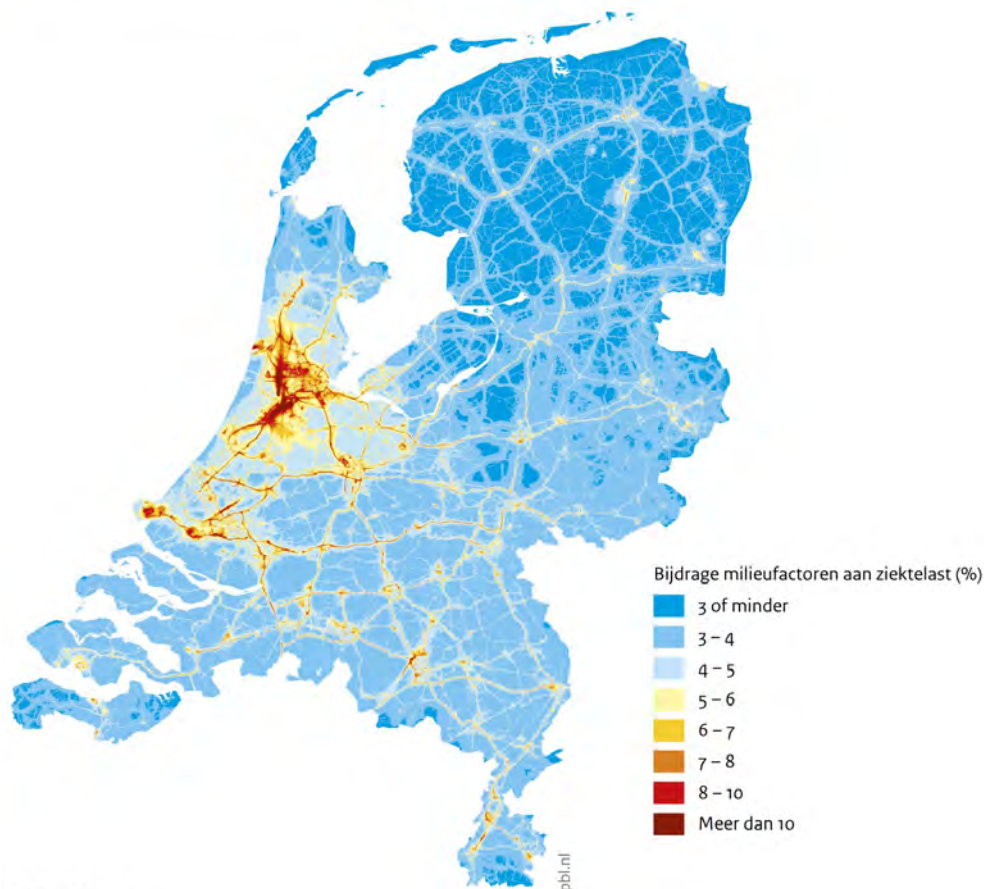 Bijdrage milieufactoren aan ziektelast (%)
3 of minder
3 – 4
4 – 5
5 – 6
6 – 7
7 – 8
8 – 10
Meer dan 10
pbl.nl